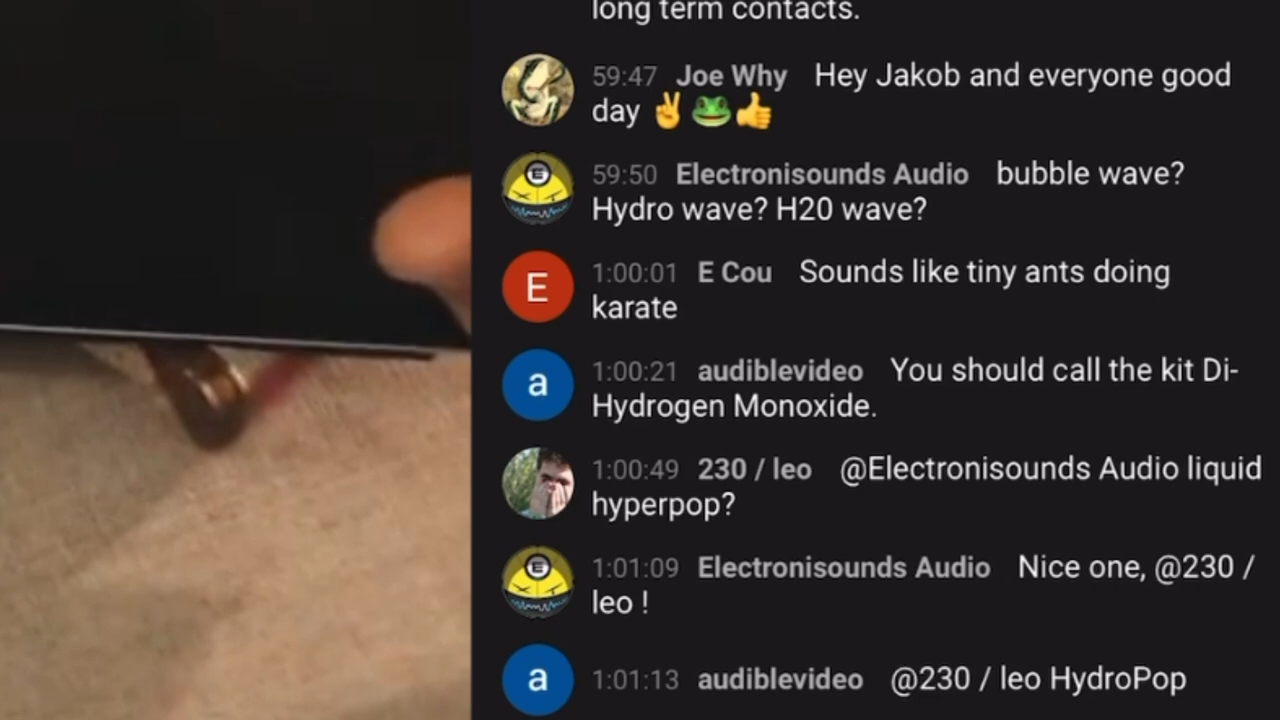 long term contacts.
59:47 Joe Why Hey Jakob and everyone good
day ✌️🐸👍
59:50 Electronisounds Audio bubble wave?
Hydro wave? H20 wave?
E 1:00:01 E Cou Sounds like tiny ants doing
karate
a 1:00:21 audiblevideo You should call the kit Di-
Hydrogen Monoxide.
1:00:49 230 / leo @Electronisounds Audio liquid
hyperpop?
1:01:09 Electronisounds Audio Nice one, @230 /
leo !
a 1:01:13 audiblevideo @230 / leo HydroPop